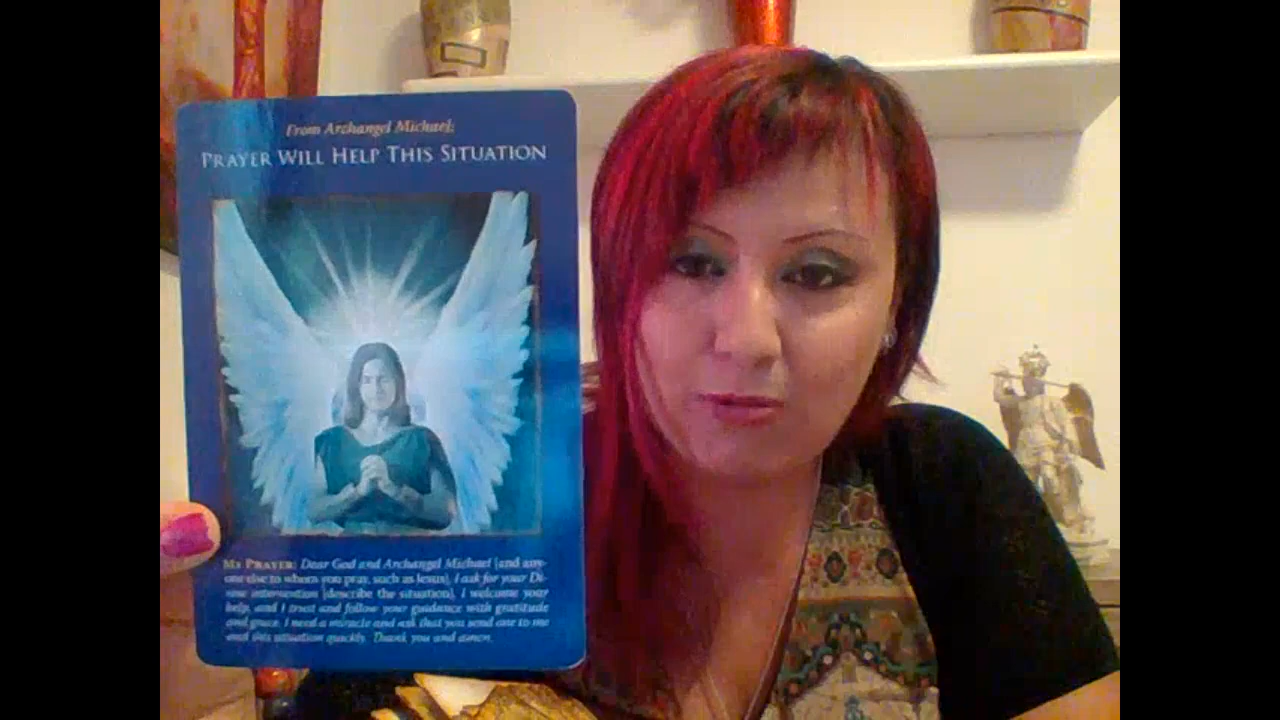 From Archangel Michael:
PRAYER WILL HELP THIS SITUATION
MY PRAYER: Dear God and Archangel Michael [and any-
one else to whom you pray, such as Jesus], I ask for your Di-
vine intervention [describe the situation]. I welcome your
help, and I trust and follow your guidance with gratitude
and grace. I need a miracle and ask that you send one to me
and this situation quickly. Thank you and amen.